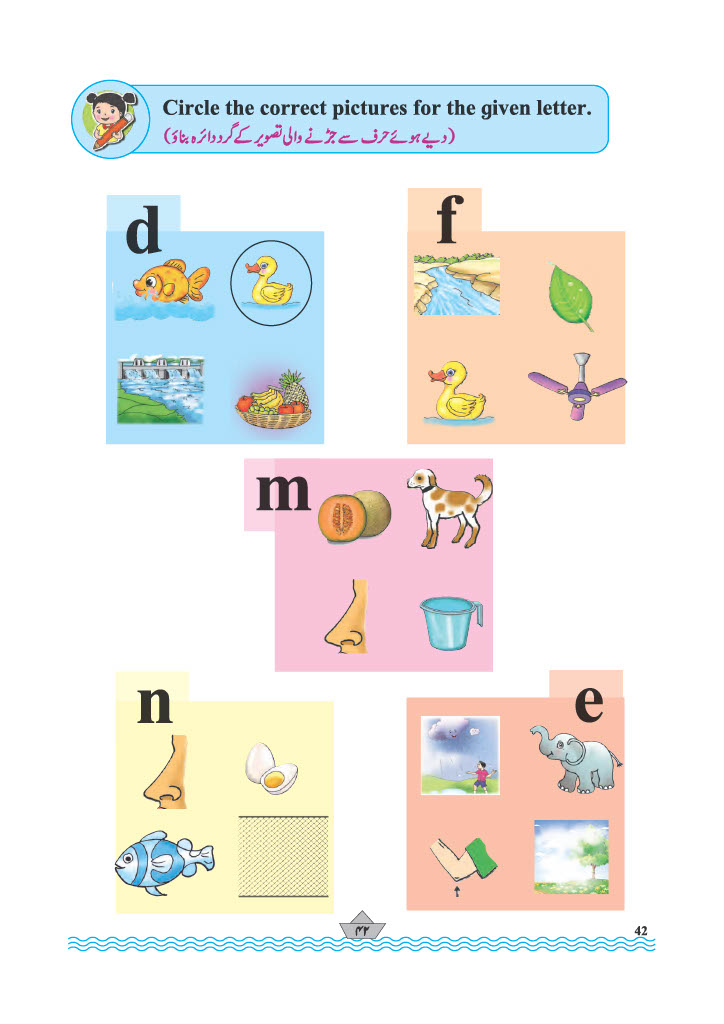 Circle the correct pictures for the given letter.
(دیے ہوئے حرف سے جڑنے والی تصویر کے گرد دائرہ بناؤ)
d
f
m
n
e
۴۲
42